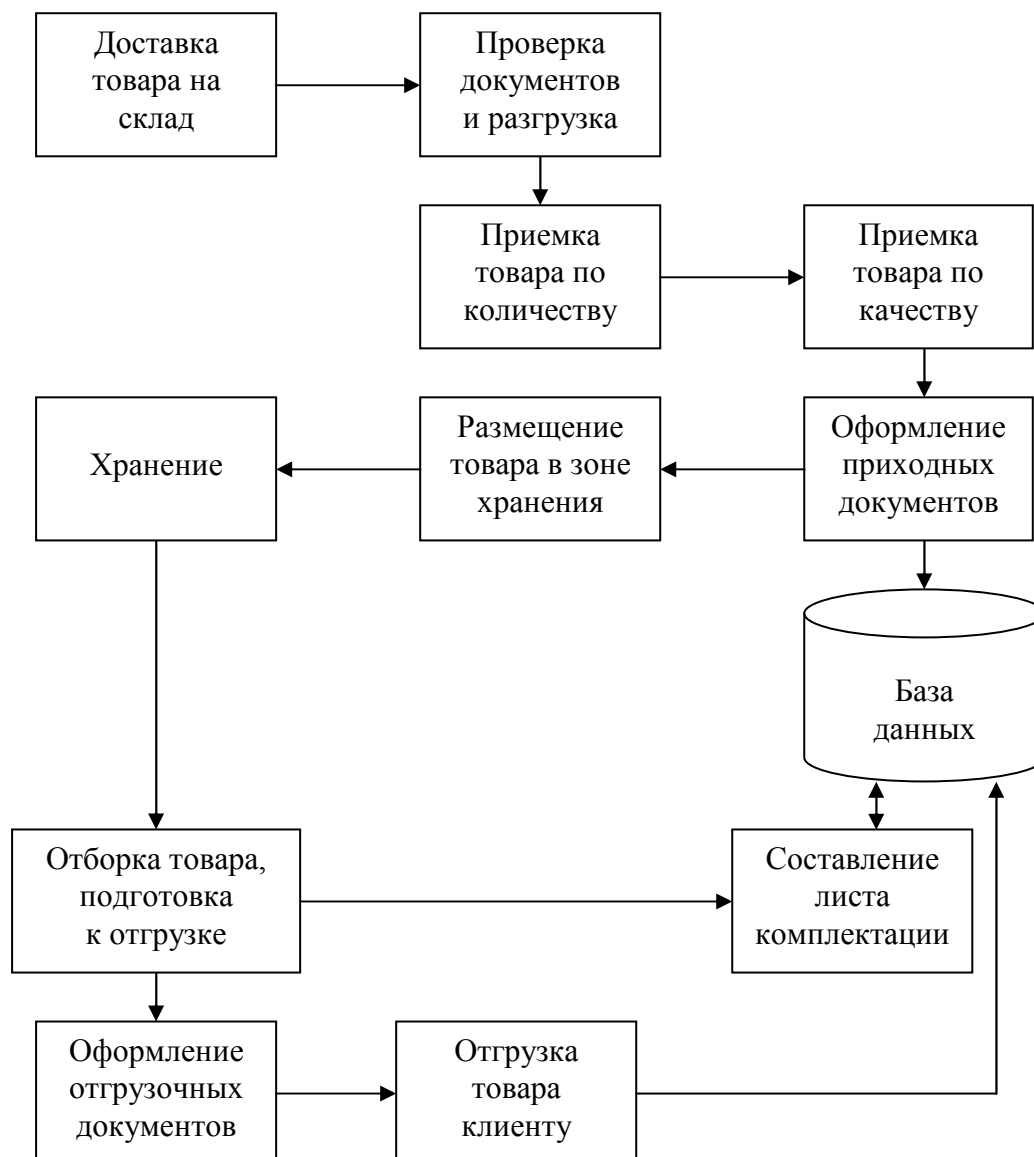 Доставка
товара на
склад
Проверка
документов
и разгрузка
Приемка
товара по
количеству
Приемка
товара по
качеству
Хранение
Размещение
товара в зоне
хранения
Оформление
приходных
документов
База
данных
Отборка товара,
подготовка
к отгрузке
Составление
листа
комплектации
Оформление
отгрузочных
документов
Отгрузка
товара
клиенту